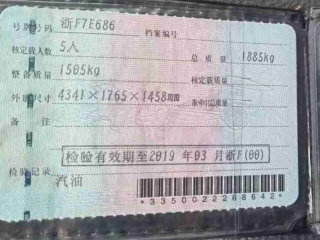 号牌号码 浙F7E686 档案编号
核定载人数 5人 总质量 1885kg
整备质量 1505kg 核定载质量
外廓尺寸 4341×1765×1458mm 准牵引总质量
备注
检验有效期至2019年03月浙F(00)
检验记录
汽油
*3350022268642*